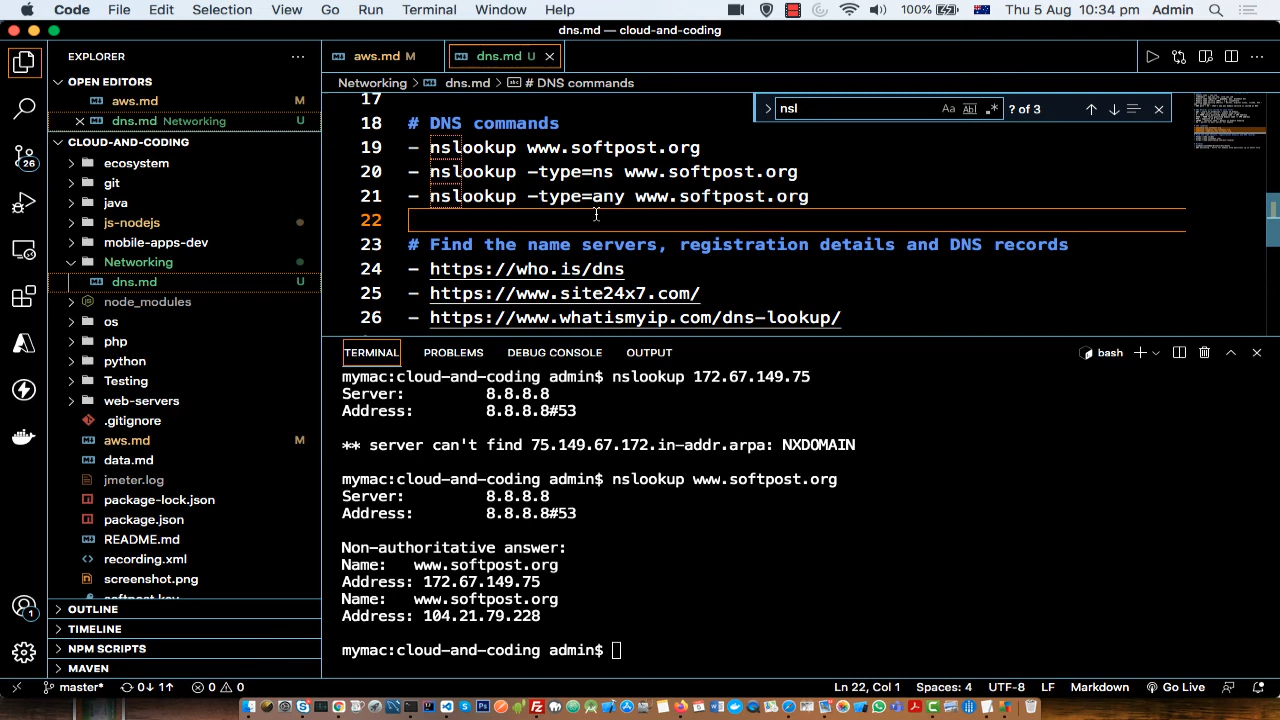 Code File Edit Selection View Go Run Terminal Window Help 100% Thu 5 Aug 10:34 pm Admin
dns.md — cloud-and-coding
EXPLORER
aws.md M dns.md U
OPEN EDITORS
aws.md M
dns.md Networking U
CLOUD-AND-CODING
ecosystem
git
java
js-nodejs
mobile-apps-dev
Networking
dns.md U
node_modules
os
php
python
Testing
web-servers
.gitignore
aws.md M
data.md
jmeter.log
package-lock.json
package.json
README.md
recording.xml
screenshot.png
OUTLINE
TIMELINE
NPM SCRIPTS
MAVEN
26
1
Networking > dns.md > # DNS commands
nsl Aa Abl .* ? of 3
17
18 # DNS commands
19 - nslookup www.softpost.org
20 - nslookup -type=ns www.softpost.org
21 - nslookup -type=any www.softpost.org
22
23 # Find the name servers, registration details and DNS records
24 - https://who.is/dns
25 - https://www.site24x7.com/
26 - https://www.whatismyip.com/dns-lookup/
TERMINAL PROBLEMS DEBUG CONSOLE OUTPUT bash
mymac:cloud-and-coding admin$ nslookup 172.67.149.75
Server: 8.8.8.8
Address: 8.8.8.8#53
** server can't find 75.149.67.172.in-addr.arpa: NXDOMAIN
mymac:cloud-and-coding admin$ nslookup www.softpost.org
Server: 8.8.8.8
Address: 8.8.8.8#53
Non-authoritative answer:
Name: www.softpost.org
Address: 172.67.149.75
Name: www.softpost.org
Address: 104.21.79.228
mymac:cloud-and-coding admin$
master* 0↓ 1↑ 0 0 Ln 22, Col 1 Spaces: 4 UTF-8 LF Markdown Go Live